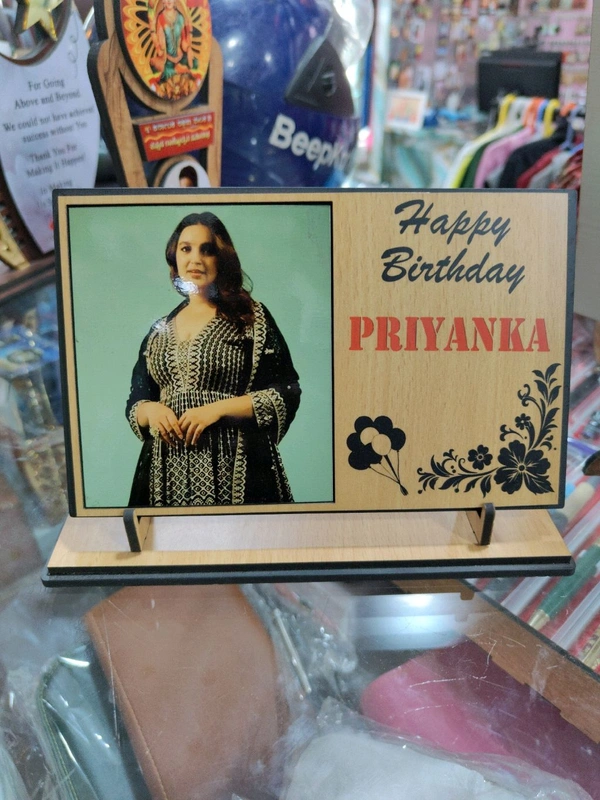 For Going
Above and Beyond.
We could not have achieved
success without You
Thank You For
Making It Happen!
Beep
Happy
Birthday
PRIYANKA